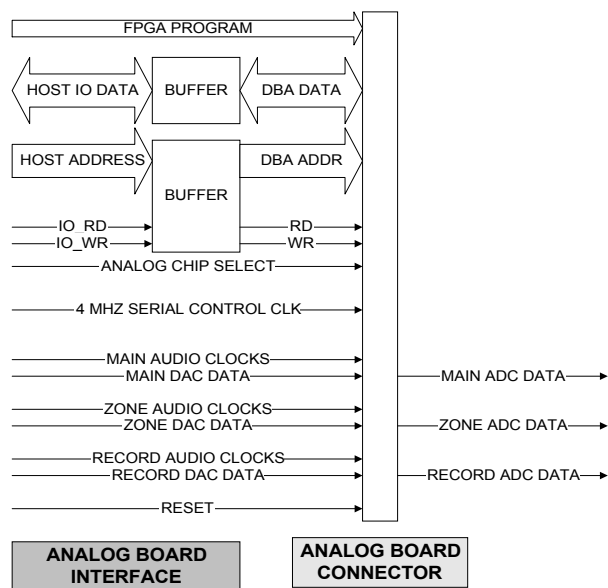 FPGA PROGRAM
HOST IO DATA
BUFFER
DBA DATA
HOST ADDRESS
BUFFER
DBA ADDR
IO_RD
RD
IO_WR
WR
ANALOG CHIP SELECT
4 MHZ SERIAL CONTROL CLK
MAIN AUDIO CLOCKS
MAIN DAC DATA
MAIN ADC DATA
ZONE AUDIO CLOCKS
ZONE DAC DATA
ZONE ADC DATA
RECORD AUDIO CLOCKS
RECORD DAC DATA
RECORD ADC DATA
RESET
ANALOG BOARD
INTERFACE
ANALOG BOARD
CONNECTOR